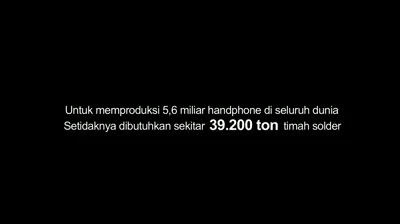 Untuk memproduksi 5,6 miliar handphone di seluruh dunia
Setidaknya dibutuhkan sekitar 39.200 ton timah solder